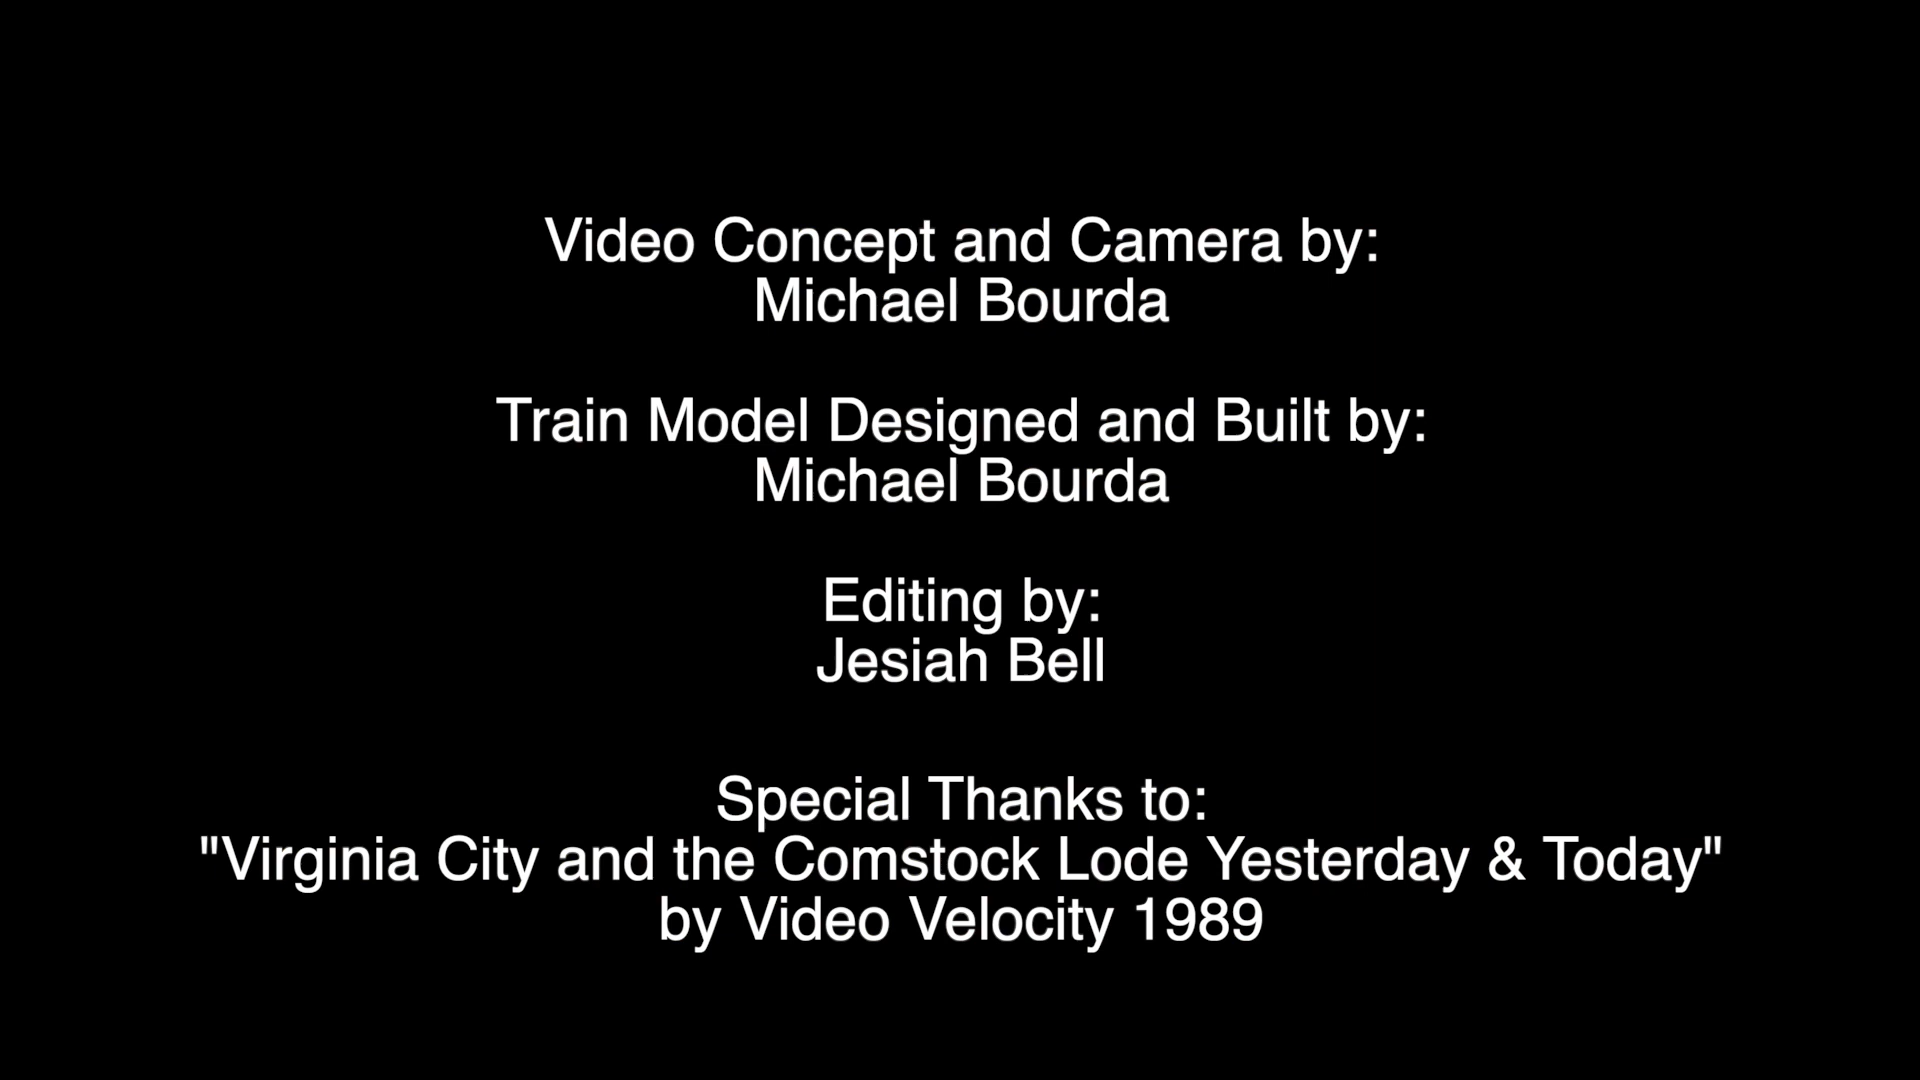 Video Concept and Camera by:
Michael Bourda
Train Model Designed and Built by:
Michael Bourda
Editing by:
Jesiah Bell
Special Thanks to:
"Virginia City and the Comstock Lode Yesterday & Today"
by Video Velocity 1989